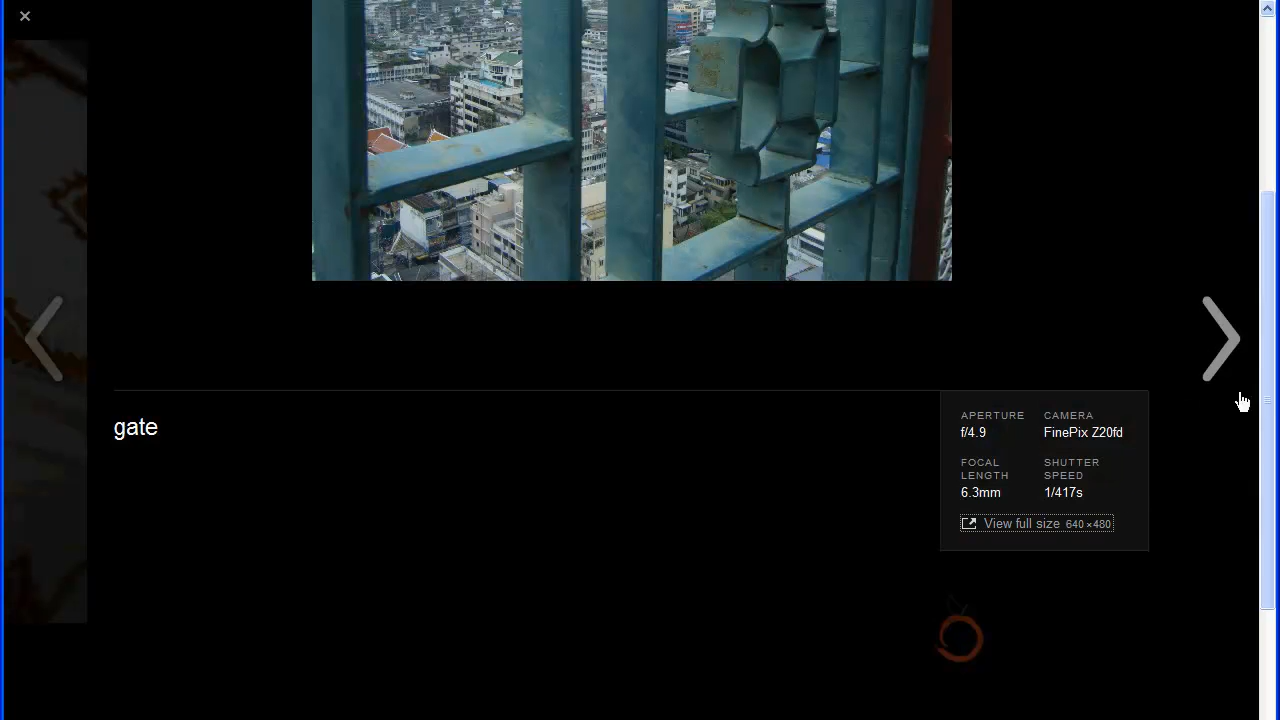 gate
APERTURE
f/4.9
CAMERA
FinePix Z20fd
FOCAL
LENGTH
6.3mm
SHUTTER
SPEED
1/417s
View full size 640×480